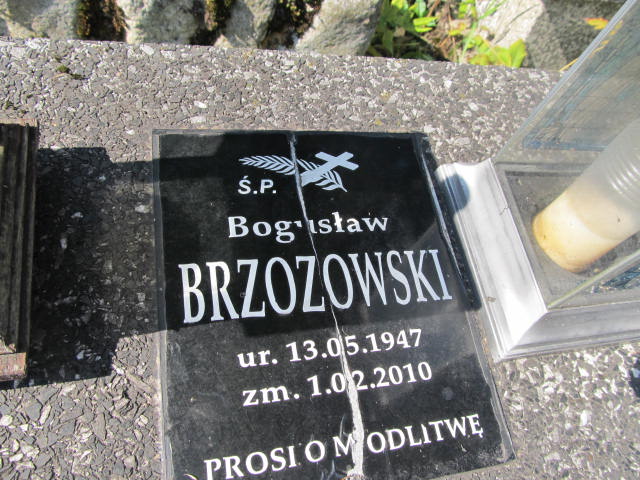 Ś.P.
Bogusław
BRZOZOWSKI
ur. 13.05.1947
zm. 1.02.2010
PROSI O MODLITWĘ